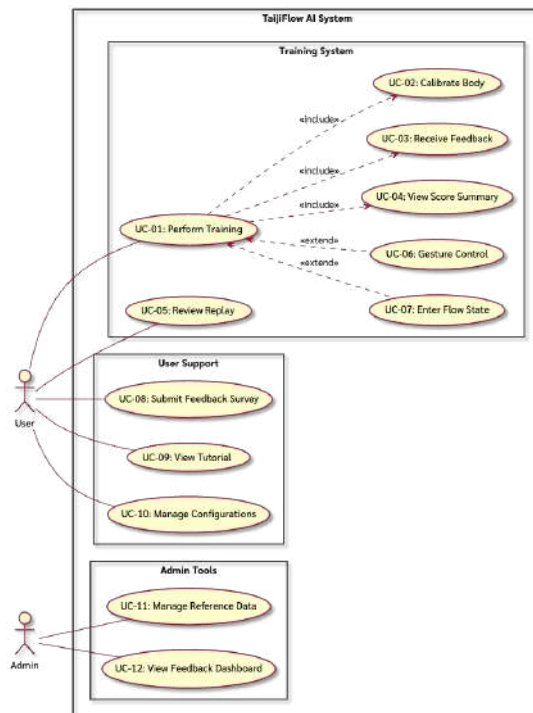 TaijiFlow AI System
Training System
UC-02: Calibrate Body
«include»
UC-03: Receive Feedback
«include»
UC-04: View Score Summary
«include»
UC-01: Perform Training
«extend»
UC-06: Gesture Control
«extend»
UC-07: Enter Flow State
UC-05: Review Replay
User Support
UC-08: Submit Feedback Survey
User
UC-09: View Tutorial
UC-10: Manage Configurations
Admin Tools
UC-11: Manage Reference Data
Admin
UC-12: View Feedback Dashboard